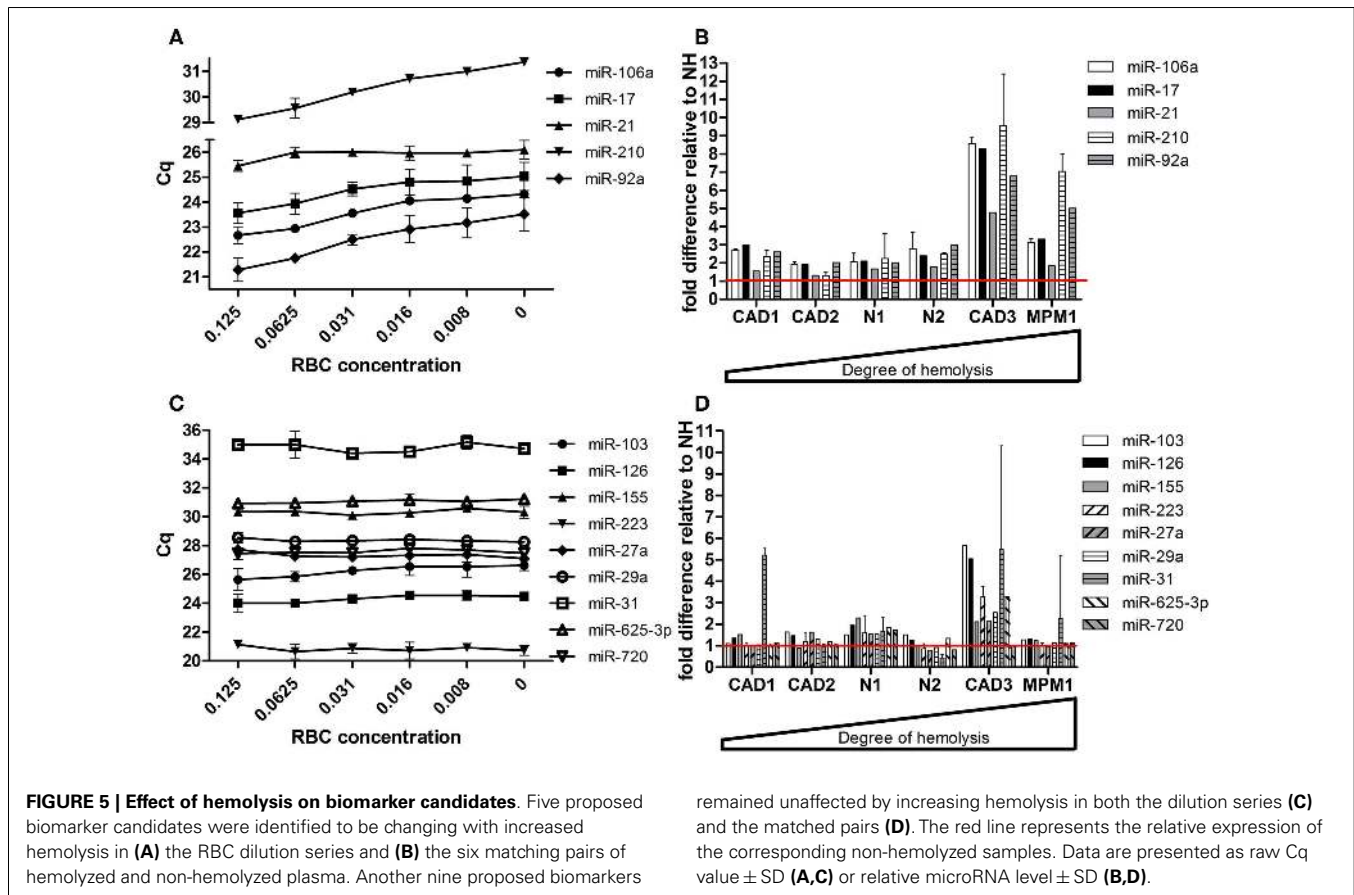 A
Cq
31
30
29
26
25
24
23
22
21
0.125
0.0625
0.031
0.016
0.008
0
RBC concentration
miR-106a
miR-17
miR-21
miR-210
miR-92a
B
fold difference relative to NH
13
12
11
10
9
8
7
6
5
4
3
2
1
0
CAD1
CAD2
N1
N2
CAD3
MPM1
Degree of hemolysis
miR-106a
miR-17
miR-21
miR-210
miR-92a
C
Cq
36
34
32
30
28
26
24
22
20
0.125
0.0625
0.031
0.016
0.008
0
RBC concentration
miR-103
miR-126
miR-155
miR-223
miR-27a
miR-29a
miR-31
miR-625-3p
miR-720
D
fold difference relative to NH
11
10
9
8
7
6
5
4
3
2
1
0
CAD1
CAD2
N1
N2
CAD3
MPM1
Degree of hemolysis
miR-103
miR-126
miR-155
miR-223
miR-27a
miR-29a
miR-31
miR-625-3p
miR-720
FIGURE 5 | Effect of hemolysis on biomarker candidates. Five proposed
biomarker candidates were identified to be changing with increased
hemolysis in (A) the RBC dilution series and (B) the six matching pairs of
hemolyzed and non-hemolyzed plasma. Another nine proposed biomarkers
remained unaffected by increasing hemolysis in both the dilution series (C)
and the matched pairs (D). The red line represents the relative expression of
the corresponding non-hemolyzed samples. Data are presented as raw Cq
value ± SD (A,C) or relative microRNA level ± SD (B,D).